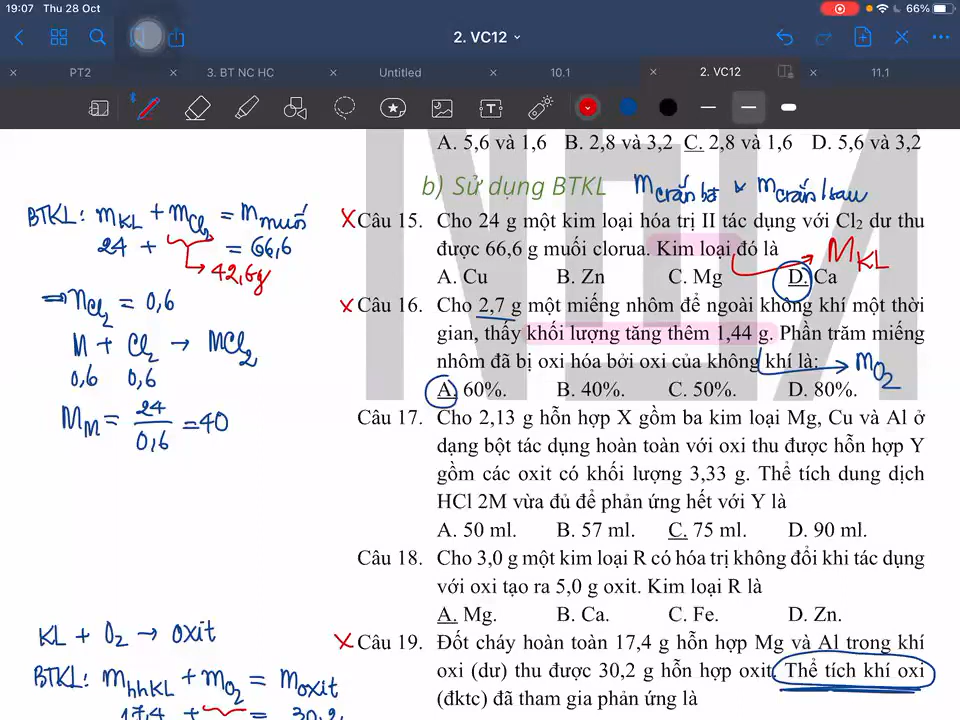 19:07 Thu 28 Oct
66%
2. VC12
PT2
3. BT NC HC
Untitled
10.1
2. VC12
11.1
A. 5,6 và 1,6 B. 2,8 và 3,2 C. 2,8 và 1,6 D. 5,6 và 3,2
b) Sử dụng BTKL
Câu 15. Cho 24 g một kim loại hóa trị II tác dụng với Cl2 dư thu
được 66,6 g muối clorua. Kim loại đó là
M KL
A. Cu B. Zn C. Mg D. Ca
Câu 16. Cho 2,7 g một miếng nhôm để ngoài không khí một thời
gian, thấy khối lượng tăng thêm 1,44 g. Phần trăm miếng
nhôm đã bị oxi hóa bởi oxi của không khí là:
mO2
A. 60%. B. 40%. C. 50%. D. 80%.
Câu 17. Cho 2,13 g hỗn hợp X gồm ba kim loại Mg, Cu và Al ở
dạng bột tác dụng hoàn toàn với oxi thu được hỗn hợp Y
gồm các oxit có khối lượng 3,33 g. Thể tích dung dịch
HCl 2M vừa đủ để phản ứng hết với Y là
A. 50 ml. B. 57 ml. C. 75 ml. D. 90 ml.
Câu 18. Cho 3,0 g một kim loại R có hóa trị không đổi khi tác dụng
với oxi tạo ra 5,0 g oxit. Kim loại R là
A. Mg. B. Ca. C. Fe. D. Zn.
Câu 19. Đốt cháy hoàn toàn 17,4 g hỗn hợp Mg và Al trong khí
oxi (dư) thu được 30,2 g hỗn hợp oxit. Thể tích khí oxi
(đktc) đã tham gia phản ứng là
BTKL: mKL + mCl2 = mmuối
24 + = 66,6
42,6g
⇒ nCl2 = 0,6
M + Cl2 → MCl2
0,6 0,6
MM = 24/0,6 = 40
KL + O2 → oxit
BTKL: mhhKL + mO2 = moxit
17,4 + = 30,2